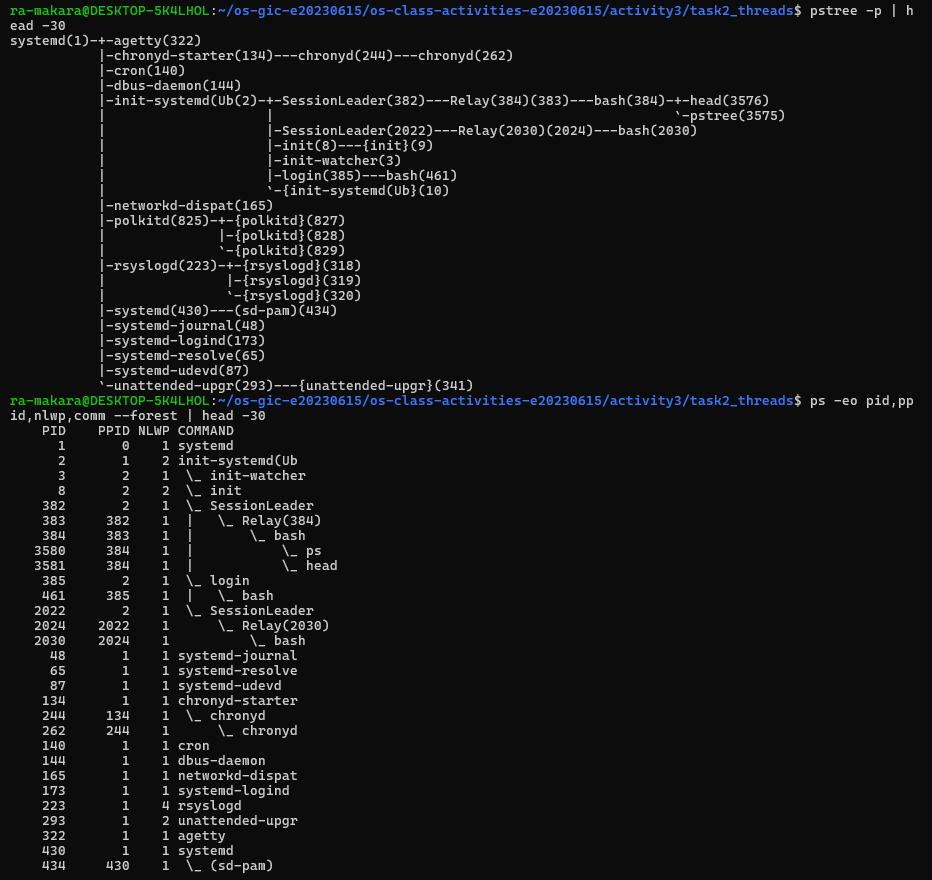 ra-makara@DESKTOP-5K4LHOL:~/os-gic-e20230615/os-class-activities-e20230615/activity3/task2_threads$ pstree -p | h
ead -30
systemd(1)-+-agetty(322)
           |-chronyd-starter(134)---chronyd(244)---chronyd(262)
           |-cron(140)
           |-dbus-daemon(144)
           |-init-systemd(Ub(2)-+-SessionLeader(382)---Relay(384)(383)---bash(384)-+-head(3576)
           |                    |                                                  `-pstree(3575)
           |                    |-SessionLeader(2022)---Relay(2030)(2024)---bash(2030)
           |                    |-init(8)---{init}(9)
           |                    |-init-watcher(3)
           |                    |-login(385)---bash(461)
           |                    `-{init-systemd(Ub}(10)
           |-networkd-dispat(165)
           |-polkitd(825)-+-{polkitd}(827)
           |              |-{polkitd}(828)
           |              `-{polkitd}(829)
           |-rsyslogd(223)-+-{rsyslogd}(318)
           |               |-{rsyslogd}(319)
           |               `-{rsyslogd}(320)
           |-systemd(430)---(sd-pam)(434)
           |-systemd-journal(48)
           |-systemd-logind(173)
           |-systemd-resolve(65)
           |-systemd-udevd(87)
           `-unattended-upgr(293)---{unattended-upgr}(341)
ra-makara@DESKTOP-5K4LHOL:~/os-gic-e20230615/os-class-activities-e20230615/activity3/task2_threads$ ps -eo pid,pp
id,nlwp,comm --forest | head -30
    PID    PPID NLWP COMMAND
      1       0    1 systemd
      2       1    2 init-systemd(Ub
      3       2    1  \_ init-watcher
      8       2    2  \_ init
    382       2    1  \_ SessionLeader
    383     382    1  |   \_ Relay(384)
    384     383    1  |       \_ bash
   3580     384    1  |           \_ ps
   3581     384    1  |           \_ head
    385       2    1  \_ login
    461     385    1  |   \_ bash
   2022       2    1  \_ SessionLeader
   2024    2022    1      \_ Relay(2030)
   2030    2024    1          \_ bash
     48       1    1 systemd-journal
     65       1    1 systemd-resolve
     87       1    1 systemd-udevd
    134       1    1 chronyd-starter
    244     134    1  \_ chronyd
    262     244    1      \_ chronyd
    140       1    1 cron
    144       1    1 dbus-daemon
    165       1    1 networkd-dispat
    173       1    1 systemd-logind
    223       1    4 rsyslogd
    293       1    2 unattended-upgr
    322       1    1 agetty
    430       1    1 systemd
    434     430    1  \_ (sd-pam)